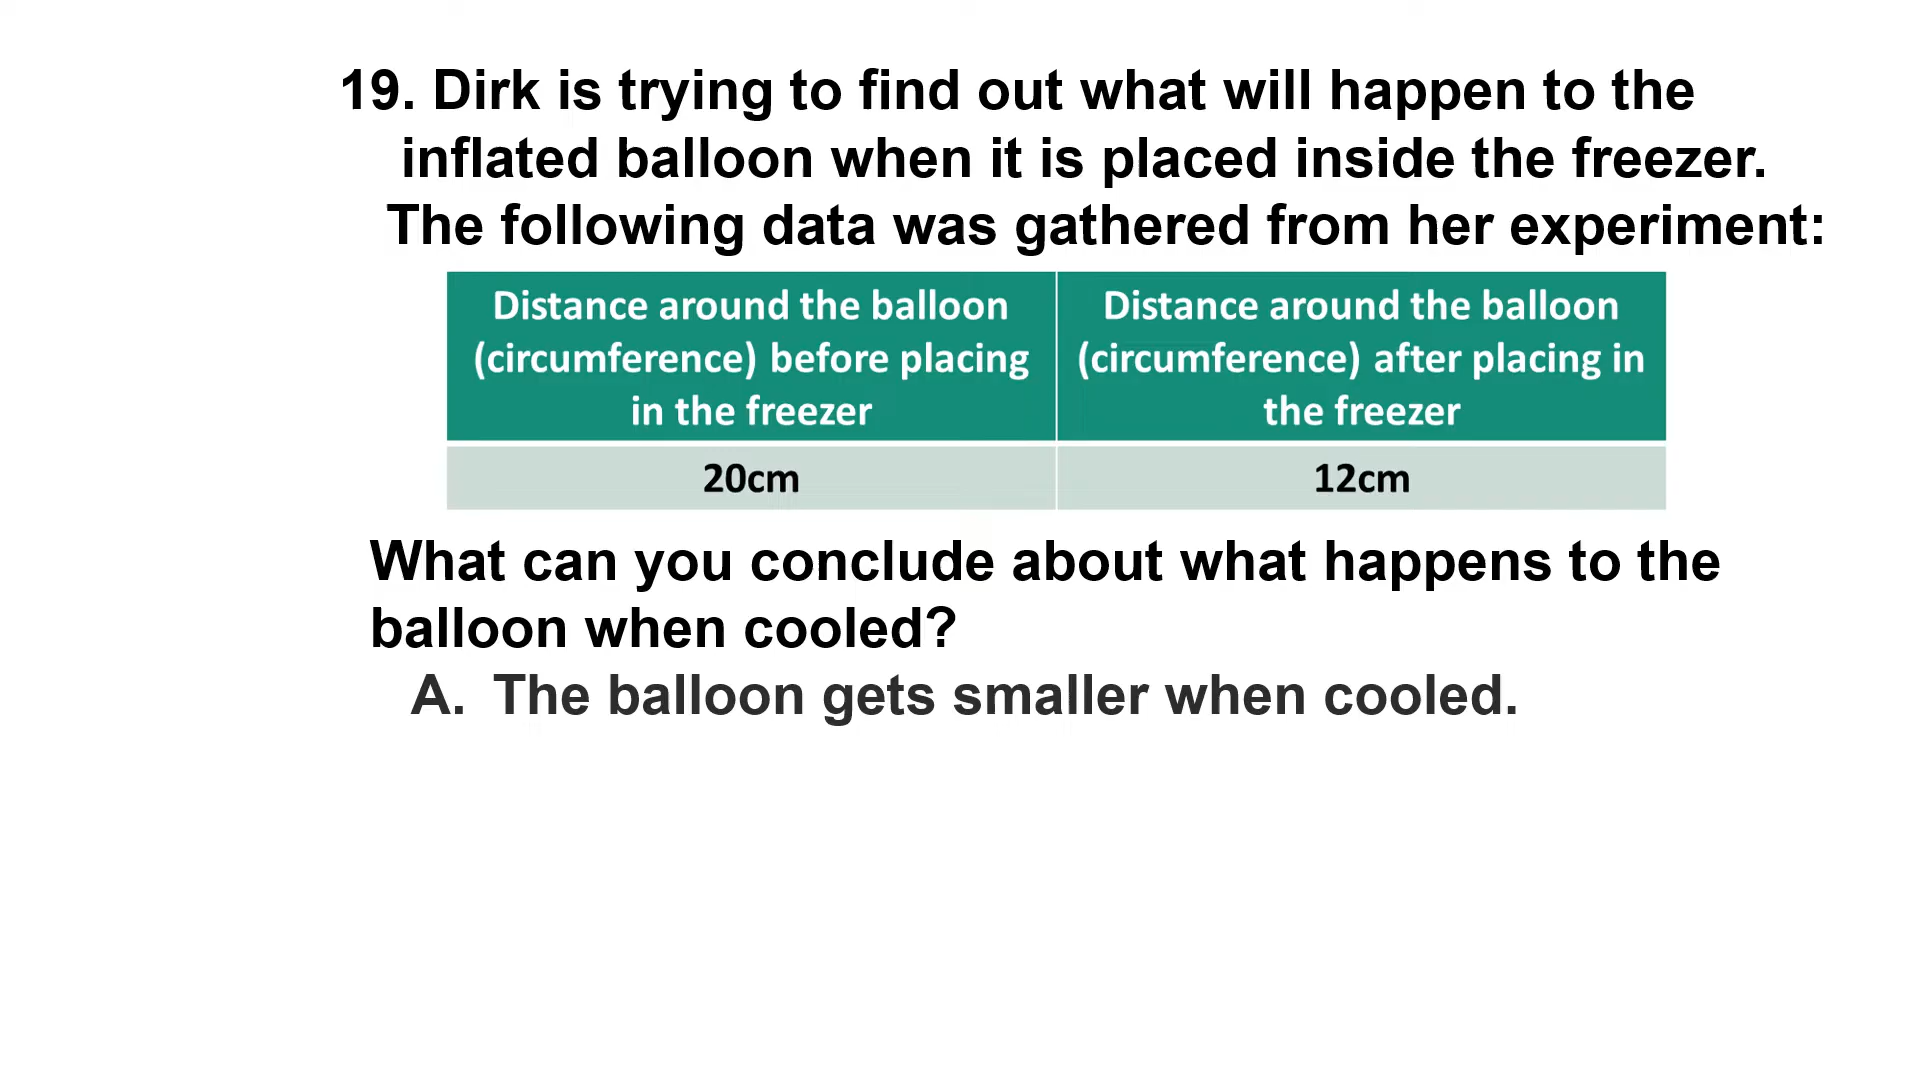 19. Dirk is trying to find out what will happen to the
inflated balloon when it is placed inside the freezer.
The following data was gathered from her experiment:
Distance around the balloon
(circumference) before placing
in the freezer
Distance around the balloon
(circumference) after placing in
the freezer
20cm
12cm
What can you conclude about what happens to the
balloon when cooled?
A. The balloon gets smaller when cooled.